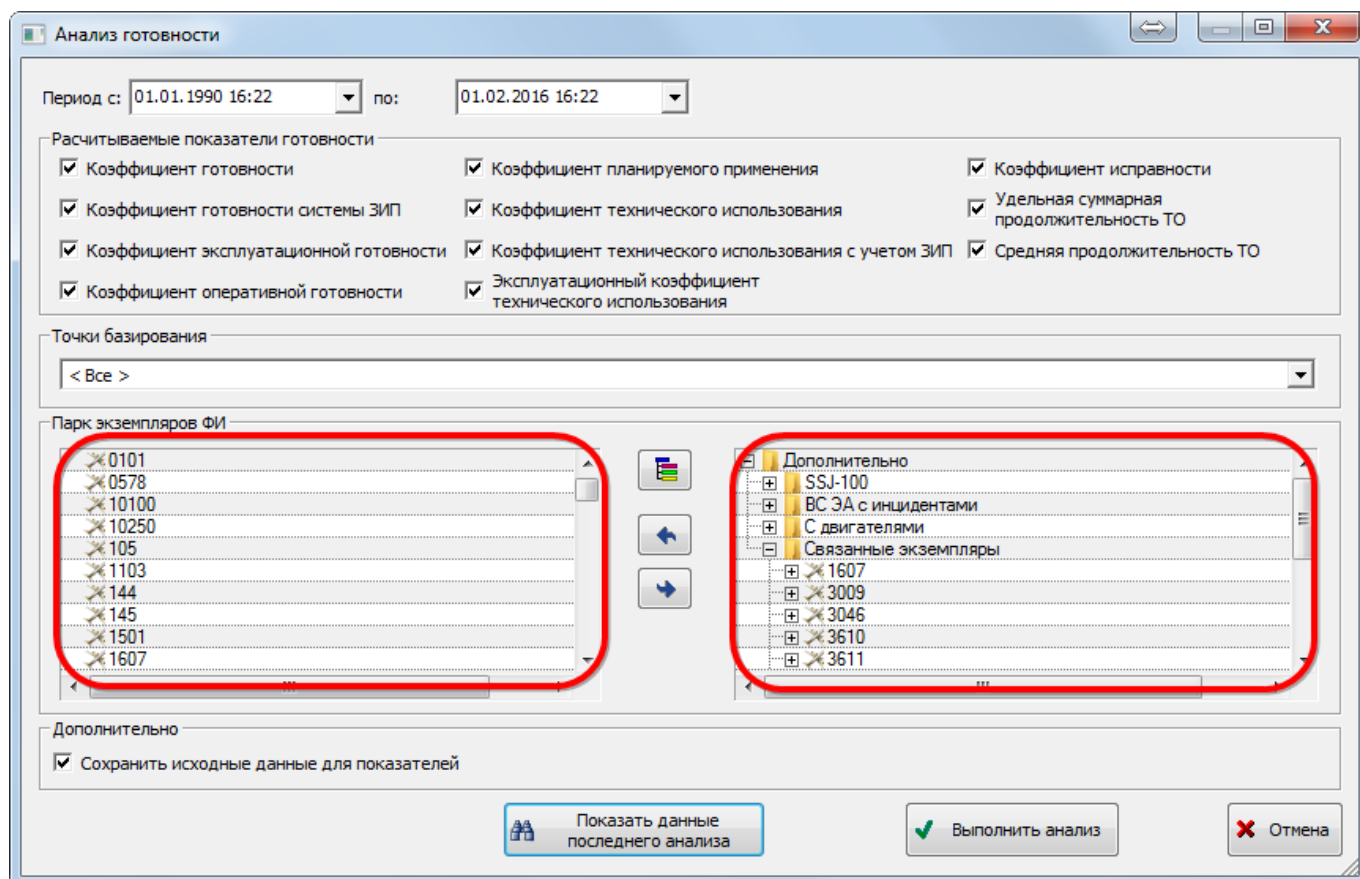 Анализ готовности
Период с: 01.01.1990 16:22 по: 01.02.2016 16:22
Расчитываемые показатели готовности
Коэффициент готовности
Коэффициент планируемого применения
Коэффициент исправности
Коэффициент готовности системы ЗИП
Коэффициент технического использования
Удельная суммарная
продолжительность ТО
Коэффициент эксплуатационной готовности
Коэффициент технического использования с учетом ЗИП
Средняя продолжительность ТО
Коэффициент оперативной готовности
Эксплуатационный коэффициент
технического использования
Точки базирования
< Все >
Парк экземпляров ФИ
0101
0578
10100
10250
105
1103
144
145
1501
1607
Дополнительно
SSJ-100
ВС ЭА с инцидентами
С двигателями
Связанные экземпляры
1607
3009
3046
3610
3611
Дополнительно
Сохранить исходные данные для показателей
Показать данные
последнего анализа
Выполнить анализ
Отмена